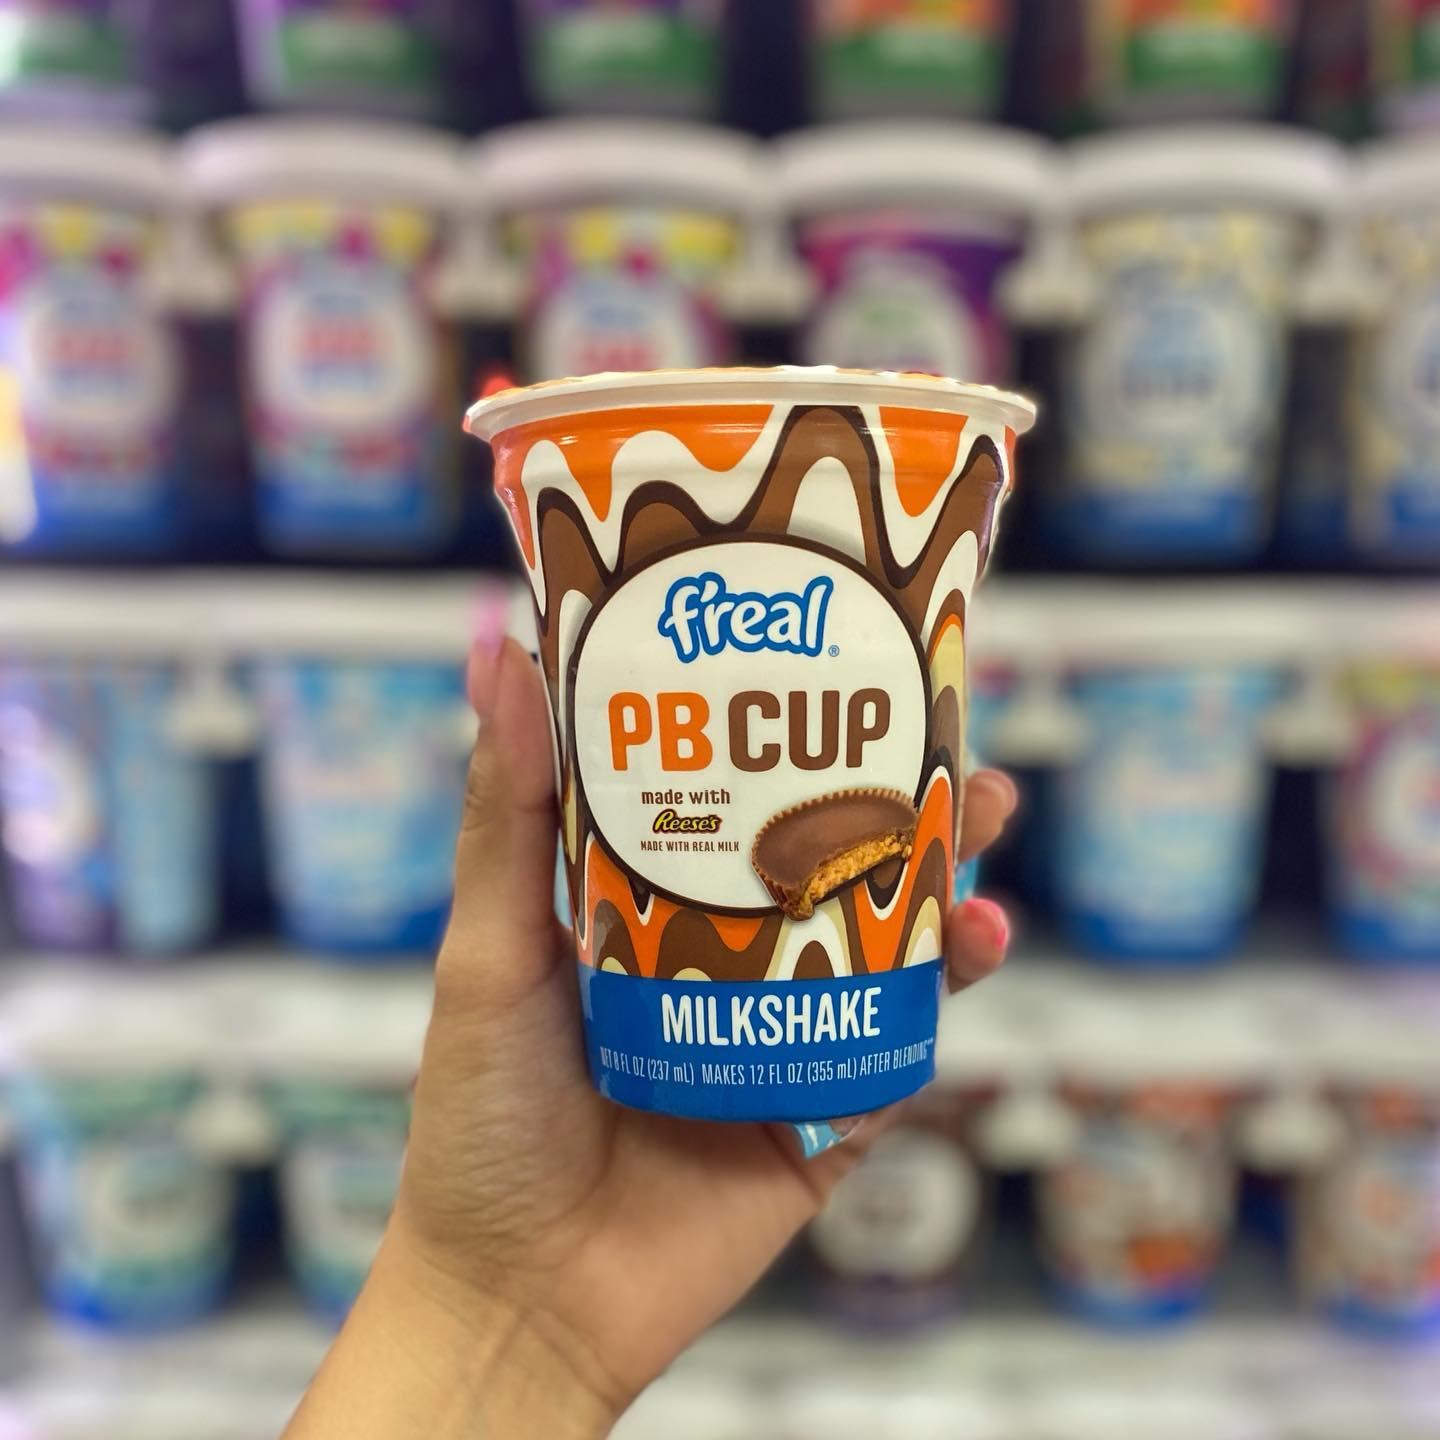 f'real®
PB CUP
made with
Reese's
MADE WITH REAL MILK
MILKSHAKE
NET 8 FL OZ (237 mL) MAKES 12 FL OZ (355 mL) AFTER BLENDING**